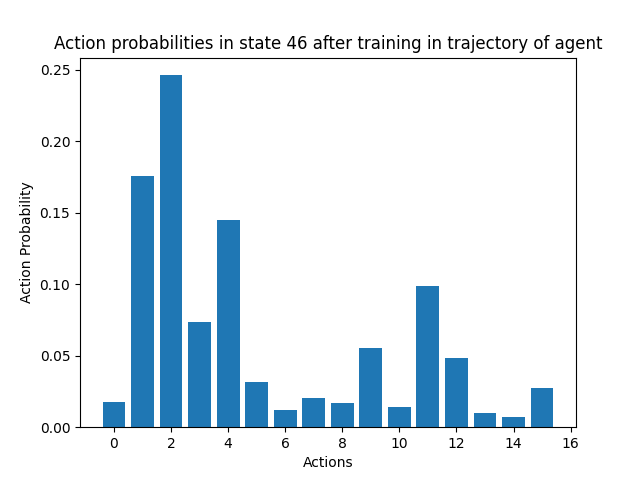 Action probabilities in state 46 after training in trajectory of agent
0.25
0.20
0.15
0.10
0.05
0.00
Action Probability
0 2 4 6 8 10 12 14 16
Actions